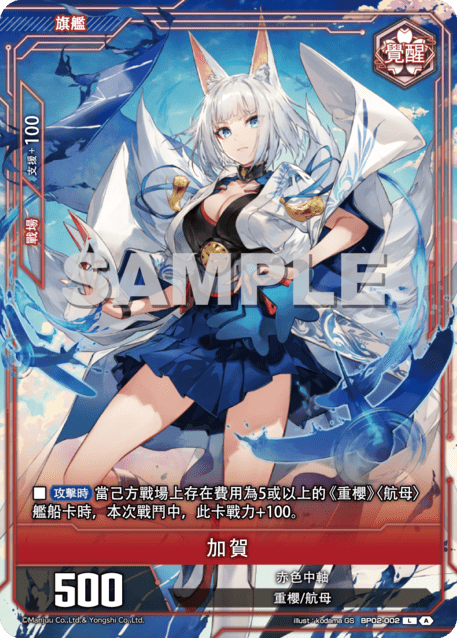 旗艦
覺醒
支援+100
戰場
SAMPLE
■ 攻擊時 當己方戰場上存在費用為5或以上的《重櫻》〈航母〉
艦船卡時，本次戰鬥中，此卡戰力+100。
加賀
500
赤色中軸
重櫻/航母
©Manjuu Co.,Ltd.& Yongshi Co.,Ltd.
illust：kodama GS BP02-002 L A